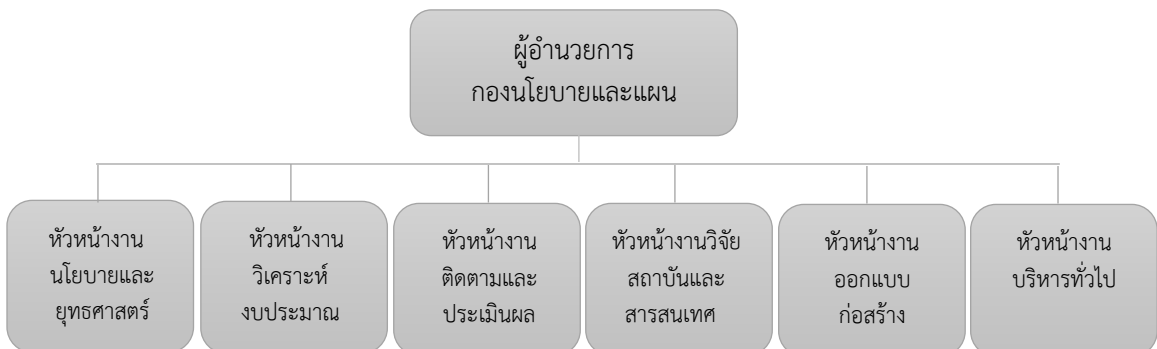 ผู้อำนวยการ
กองนโยบายและแผน
หัวหน้างาน
นโยบายและ
ยุทธศาสตร์
หัวหน้างาน
วิเคราะห์
งบประมาณ
หัวหน้างาน
ติดตามและ
ประเมินผล
หัวหน้างานวิจัย
สถาบันและ
สารสนเทศ
หัวหน้างาน
ออกแบบ
ก่อสร้าง
หัวหน้างาน
บริหารทั่วไป